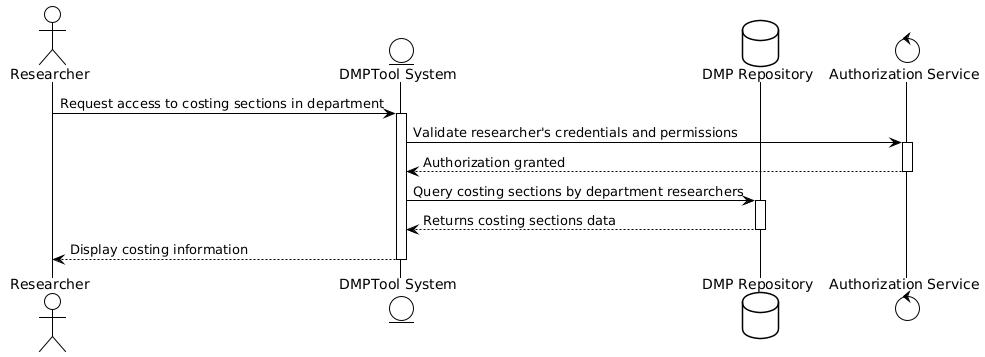 Researcher
DMPTool System
DMP Repository
Authorization Service
Request access to costing sections in department
Validate researcher's credentials and permissions
Authorization granted
Query costing sections by department researchers
Returns costing sections data
Display costing information
Researcher
DMPTool System
DMP Repository
Authorization Service